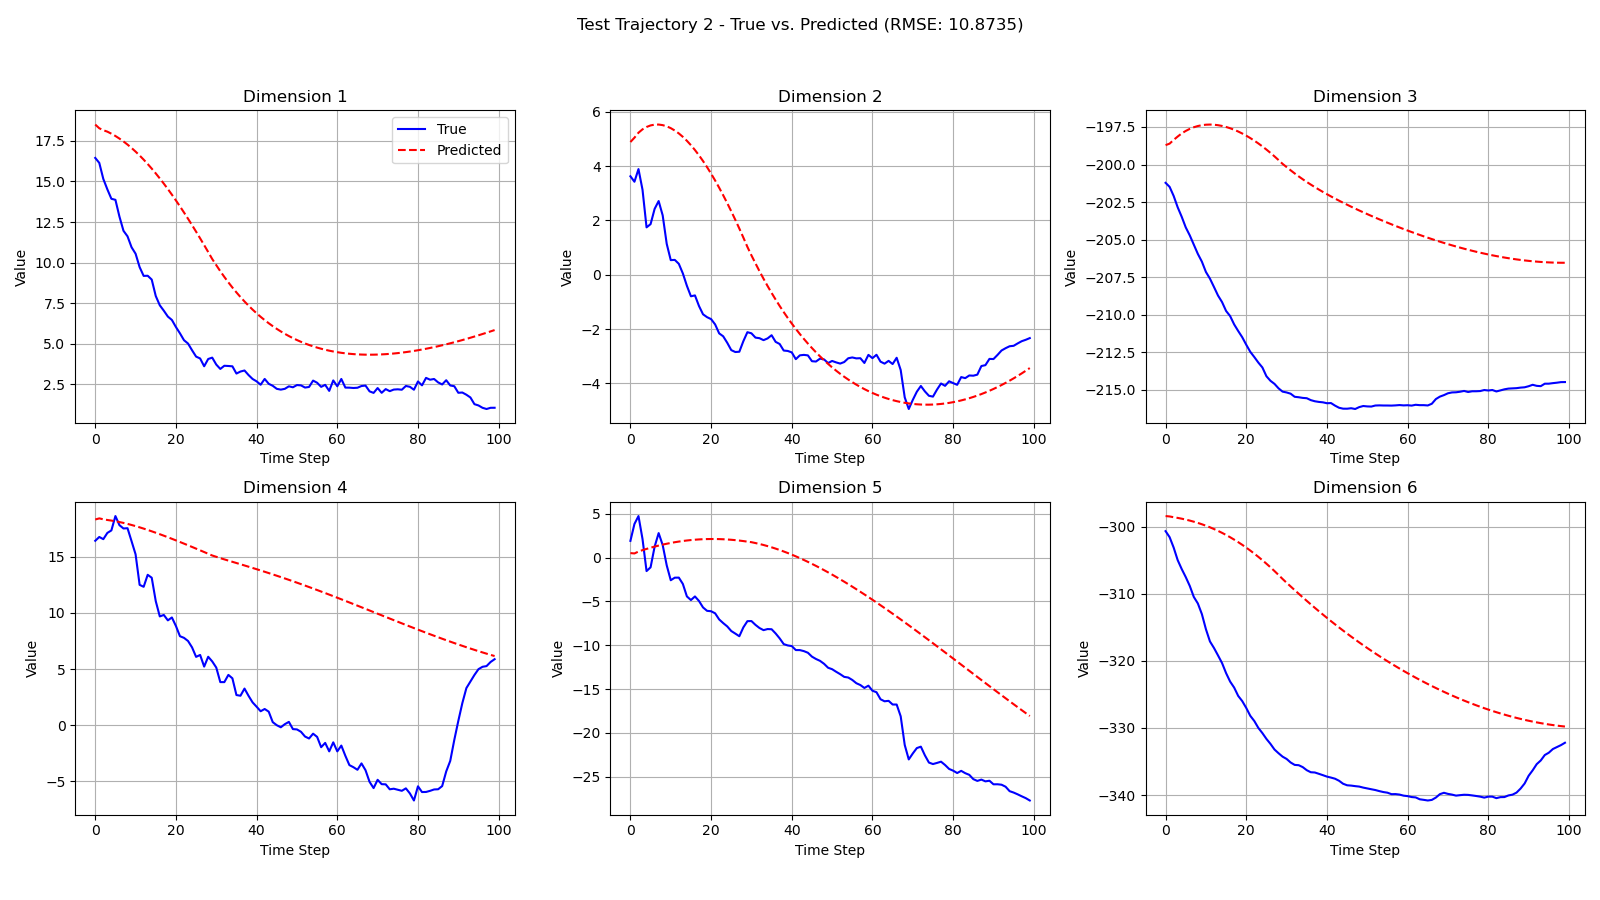 Test Trajectory 2 - True vs. Predicted (RMSE: 10.8735)
Dimension 1
True
Predicted
17.5
15.0
12.5
10.0
7.5
5.0
2.5
Value
0 20 40 60 80 100
Time Step
Dimension 2
6
4
2
0
−2
−4
Value
0 20 40 60 80 100
Time Step
Dimension 3
−197.5
−200.0
−202.5
−205.0
−207.5
−210.0
−212.5
−215.0
Value
0 20 40 60 80 100
Time Step
Dimension 4
15
10
5
0
−5
Value
0 20 40 60 80 100
Time Step
Dimension 5
5
0
−5
−10
−15
−20
−25
Value
0 20 40 60 80 100
Time Step
Dimension 6
−300
−310
−320
−330
−340
Value
0 20 40 60 80 100
Time Step